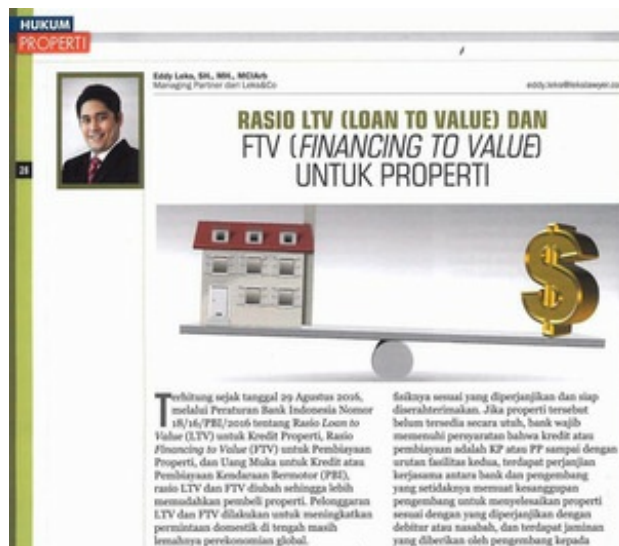 HUKUM
PROPERTI
Eddy Leks, SH., MH., MCIArb
Managing Partner dari Leks&Co
eddy.leks@lekslawyer.co
RASIO LTV (LOAN TO VALUE) DAN
FTV (FINANCING TO VALUE)
UNTUK PROPERTI
28
Terhitung sejak tanggal 29 Agustus 2016,
melalui Peraturan Bank Indonesia Nomor
18/16/PBI/2016 tentang Rasio Loan to
Value (LTV) untuk Kredit Properti, Rasio
Financing to Value (FTV) untuk Pembiayaan
Properti, dan Uang Muka untuk Kredit atau
Pembiayaan Kendaraan Bermotor (PBI),
rasio LTV dan FTV diubah sehingga lebih
memudahkan pembeli properti. Pelonggaran
LTV dan FTV dilakukan untuk meningkatkan
permintaan domestik di tengah masih
lemahnya perekonomian global.
fisiknya sesuai yang diperjanjikan dan siap
diserahterimakan. Jika properti tersebut
belum tersedia secara utuh, bank wajib
memenuhi persyaratan bahwa kredit atau
pembiayaan adalah KP atau PP sampai dengan
urutan fasilitas kedua, terdapat perjanjian
kerjasama antara bank dan pengembang
yang setidaknya memuat kesanggupan
pengembang untuk menyelesaikan properti
sesuai dengan yang diperjanjikan dengan
debitur atau nasabah, dan terdapat jaminan
yang diberikan oleh pengembang kepada